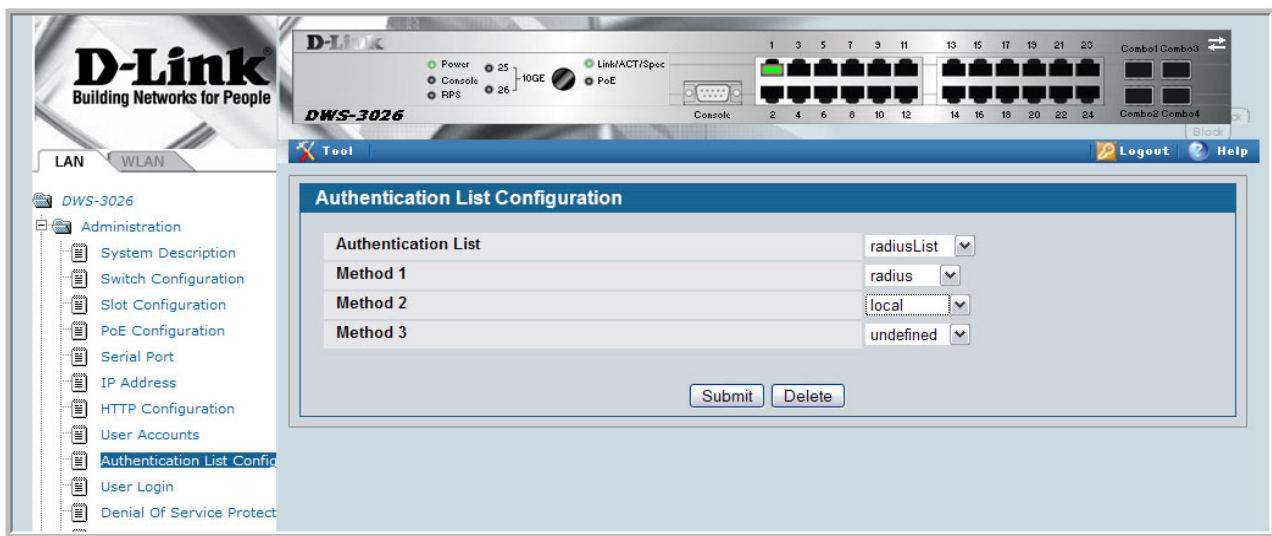 D-Link
Building Networks for People
LAN
WLAN
DWS-3026
Administration
System Description
Switch Configuration
Slot Configuration
PoE Configuration
Serial Port
IP Address
HTTP Configuration
User Accounts
Authentication List Config
User Login
Denial Of Service Protect
D-Link
Power
Console
RPS
25
26
10GE
Link/ACT/Spec
PoE
Console
1 3 5 7 9 11 13 15 17 19 21 23
2 4 6 8 10 12 14 16 18 20 22 24
Combo1 Combo3
Combo2 Combo4
DWS-3026
Block
Tool
Logout
Help
Authentication List Configuration
Authentication List radiusList
Method 1 radius
Method 2 local
Method 3 undefined
Submit Delete